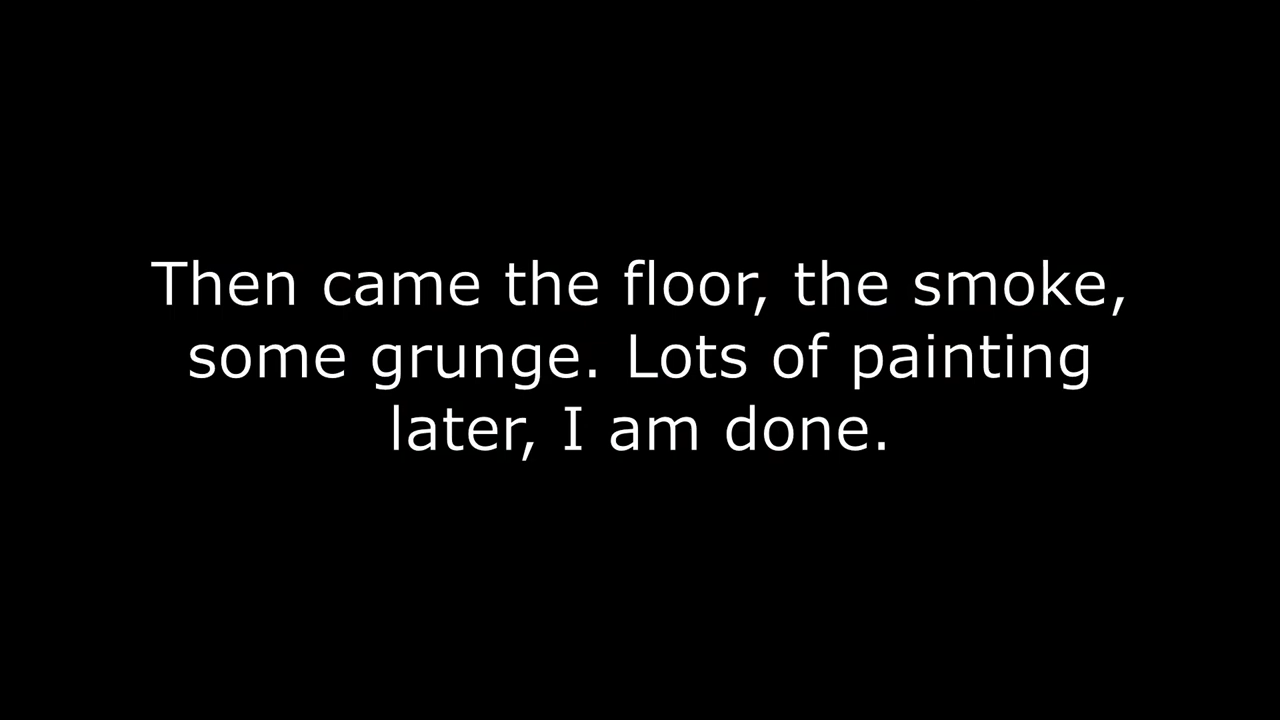 Then came the floor, the smoke,
some grunge. Lots of painting
later, I am done.